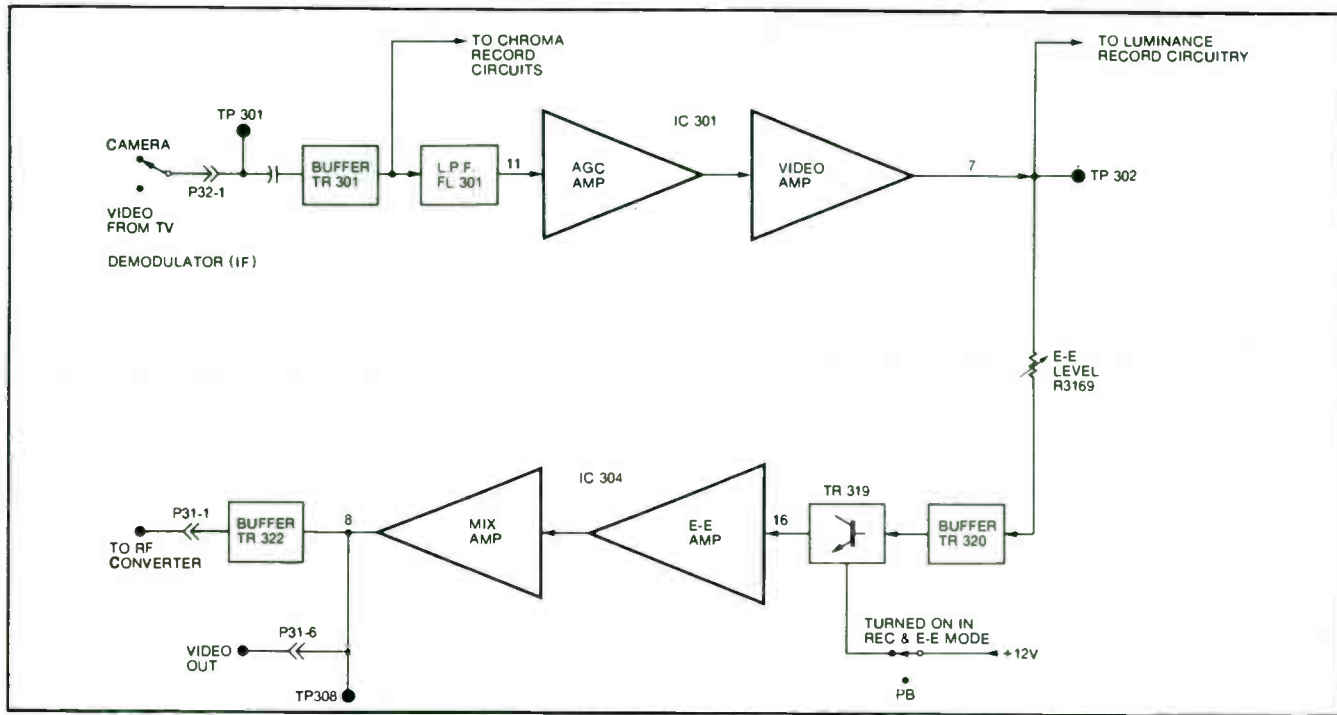 TO CHROMA
RECORD
CIRCUITS
TO LUMINANCE
RECORD CIRCUITRY
TP 301
IC 301
CAMERA
BUFFER
TR 301
L.P.F.
FL 301
11
AGC
AMP
VIDEO
AMP
7
TP 302
P32-1
VIDEO
FROM TV
DEMODULATOR (IF)
E-E
LEVEL
R3169
IC 304
TR 319
P31-1
BUFFER
TR 322
8
MIX
AMP
E-E
AMP
16
BUFFER
TR 320
TO RF
CONVERTER
P31-6
VIDEO
OUT
TP308
TURNED ON IN
REC & E-E MODE
+12V
PB